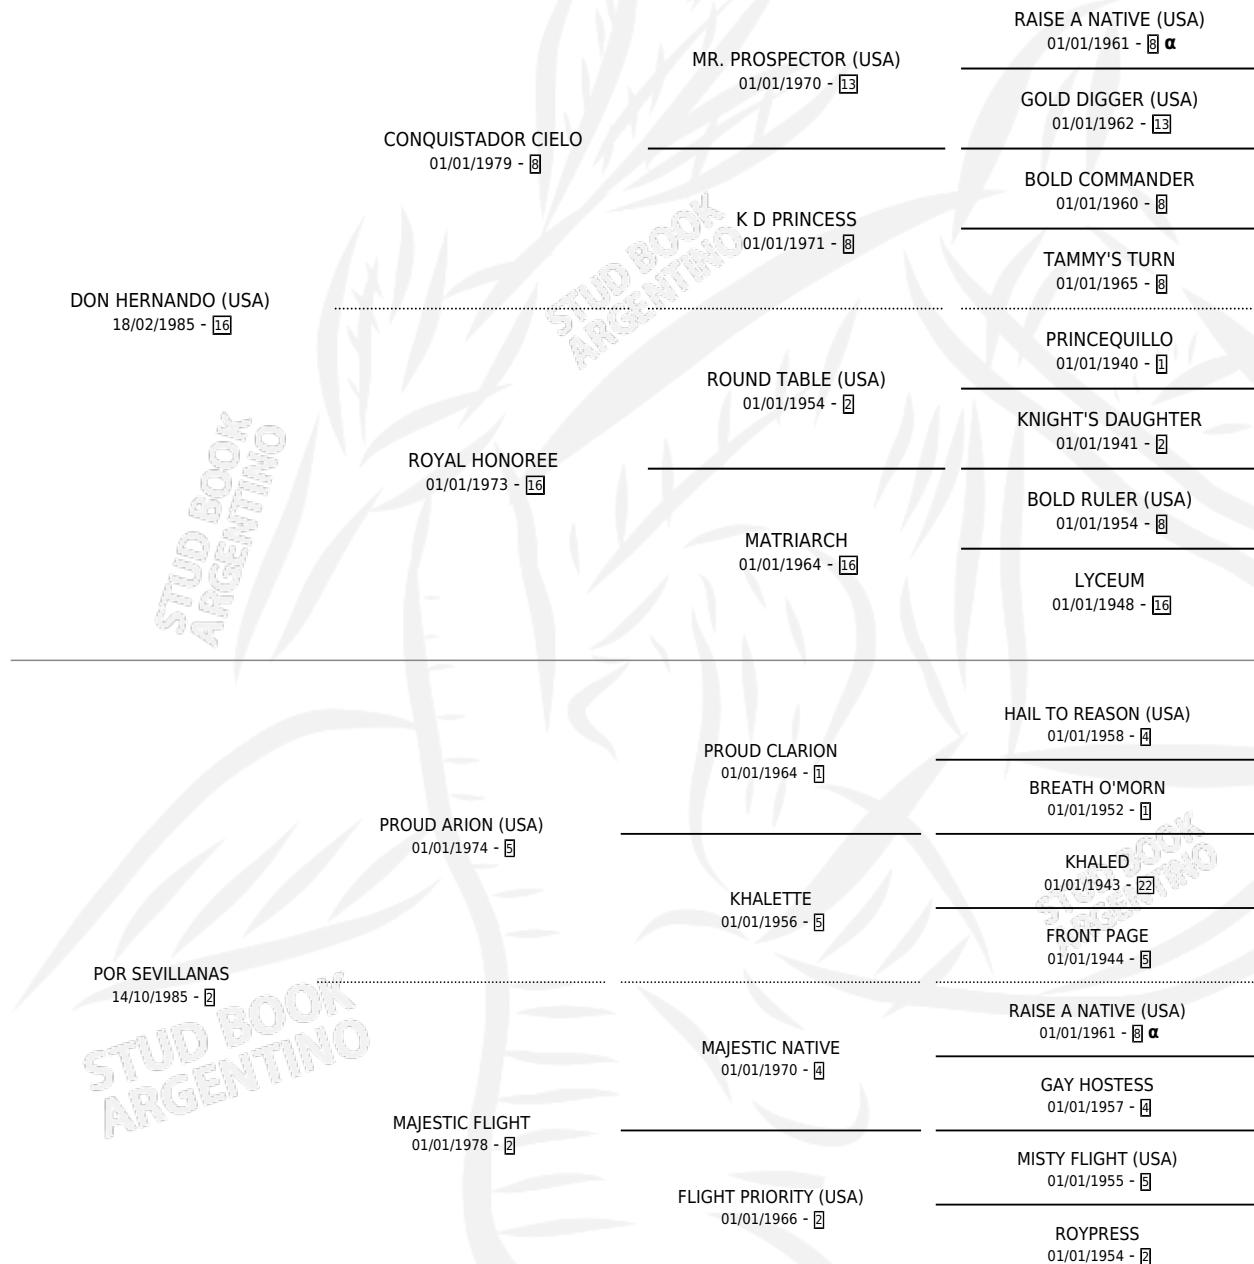 RAISE A NATIVE (USA)
01/01/1961 - 8 α
MR. PROSPECTOR (USA)
01/01/1970 - 13
GOLD DIGGER (USA)
01/01/1962 - 13
CONQUISTADOR CIELO
01/01/1979 - 8
BOLD COMMANDER
01/01/1960 - 8
K D PRINCESS
01/01/1971 - 8
TAMMY'S TURN
01/01/1965 - 8
DON HERNANDO (USA)
18/02/1985 - 16
PRINCEQUILLO
01/01/1940 - 1
ROUND TABLE (USA)
01/01/1954 - 2
KNIGHT'S DAUGHTER
01/01/1941 - 2
ROYAL HONOREE
01/01/1973 - 16
BOLD RULER (USA)
01/01/1954 - 8
MATRIARCH
01/01/1964 - 16
LYCEUM
01/01/1948 - 16
HAIL TO REASON (USA)
01/01/1958 - 4
PROUD CLARION
01/01/1964 - 1
BREATH O'MORN
01/01/1952 - 1
PROUD ARION (USA)
01/01/1974 - 5
KHALED
01/01/1943 - 22
KHALETTE
01/01/1956 - 5
FRONT PAGE
01/01/1944 - 5
POR SEVILLANAS
14/10/1985 - 2
RAISE A NATIVE (USA)
01/01/1961 - 8 α
MAJESTIC NATIVE
01/01/1970 - 4
GAY HOSTESS
01/01/1957 - 4
MAJESTIC FLIGHT
01/01/1978 - 2
MISTY FLIGHT (USA)
01/01/1955 - 5
FLIGHT PRIORITY (USA)
01/01/1966 - 2
ROYPRESS
01/01/1954 - 2
STUD BOOK
ARGENTINO
STUD BOOK
ARGENTINO
STUD BOOK
ARGENTINO
STUD BOOK
ARGENTINO